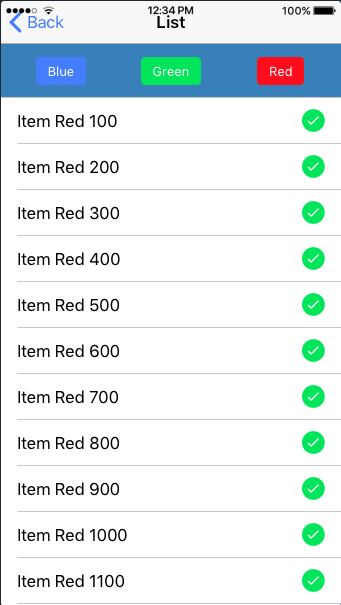 12:34 PM 100%
Back List
Blue Green Red
Item Red 100
Item Red 200
Item Red 300
Item Red 400
Item Red 500
Item Red 600
Item Red 700
Item Red 800
Item Red 900
Item Red 1000
Item Red 1100